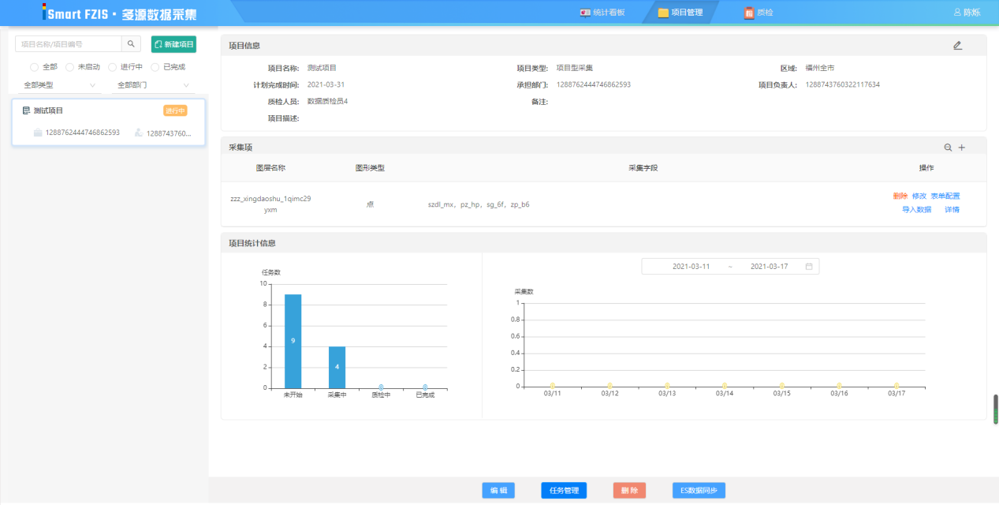 Smart FZIS · 多源数据采集
统计看板
项目管理
质检
陈烁
项目名称/项目编号
新建项目
全部 未启动 进行中 已完成
全部类型 全部部门
测试项目 进行中
1288762444746862593 1288743760...
项目信息
项目名称: 测试项目 项目类型: 项目型采集 区域: 福州全市
计划完成时间: 2021-03-31 承担部门: 1288762444746862593 项目负责人: 1288743760322117634
质检人员: 数据质检员4 备注:
项目描述:
采集项
图层名称 图形类型 采集字段 操作
zzz_xingdaoshu_1qimc29
yxm
点
szdl_mx, pz_hp, sg_6f, zp_b6
删除 修改 表单配置
导入数据 详情
项目统计信息
任务数
10
8
6
4
2
0
9
4
0
0
未开始 采集中 质检中 已完成
2021-03-11 ~ 2021-03-17
采集数
1
0.8
0.6
0.4
0.2
0
0 0 0 0 0 0 0
03/11 03/12 03/13 03/14 03/15 03/16 03/17
编辑 任务管理 删除 ES数据同步